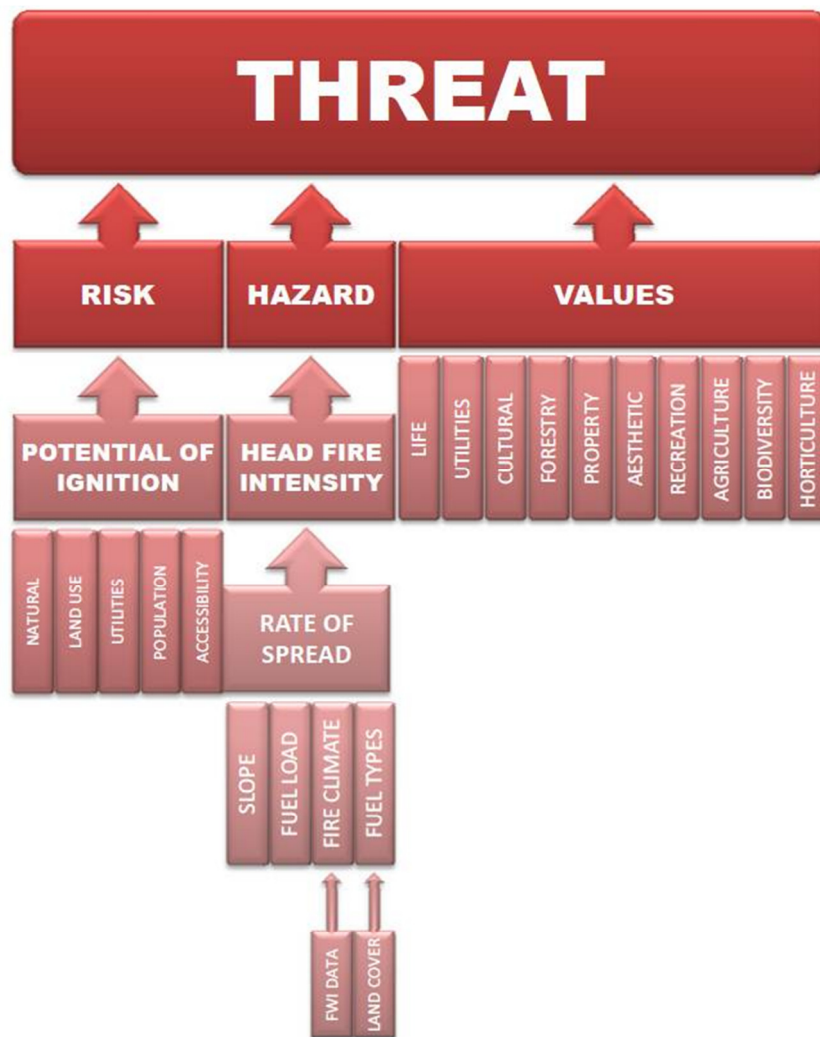 THREAT
RISK
HAZARD
VALUES
POTENTIAL OF
IGNITION
HEAD FIRE
INTENSITY
LIFE
UTILITIES
CULTURAL
FORESTRY
PROPERTY
AESTHETIC
RECREATION
AGRICULTURE
BIODIVERSITY
HORTICULTURE
NATURAL
LAND USE
UTILITIES
POPULATION
ACCESSIBILITY
RATE OF
SPREAD
SLOPE
FUEL LOAD
FIRE CLIMATE
FUEL TYPES
FWI DATA
LAND COVER